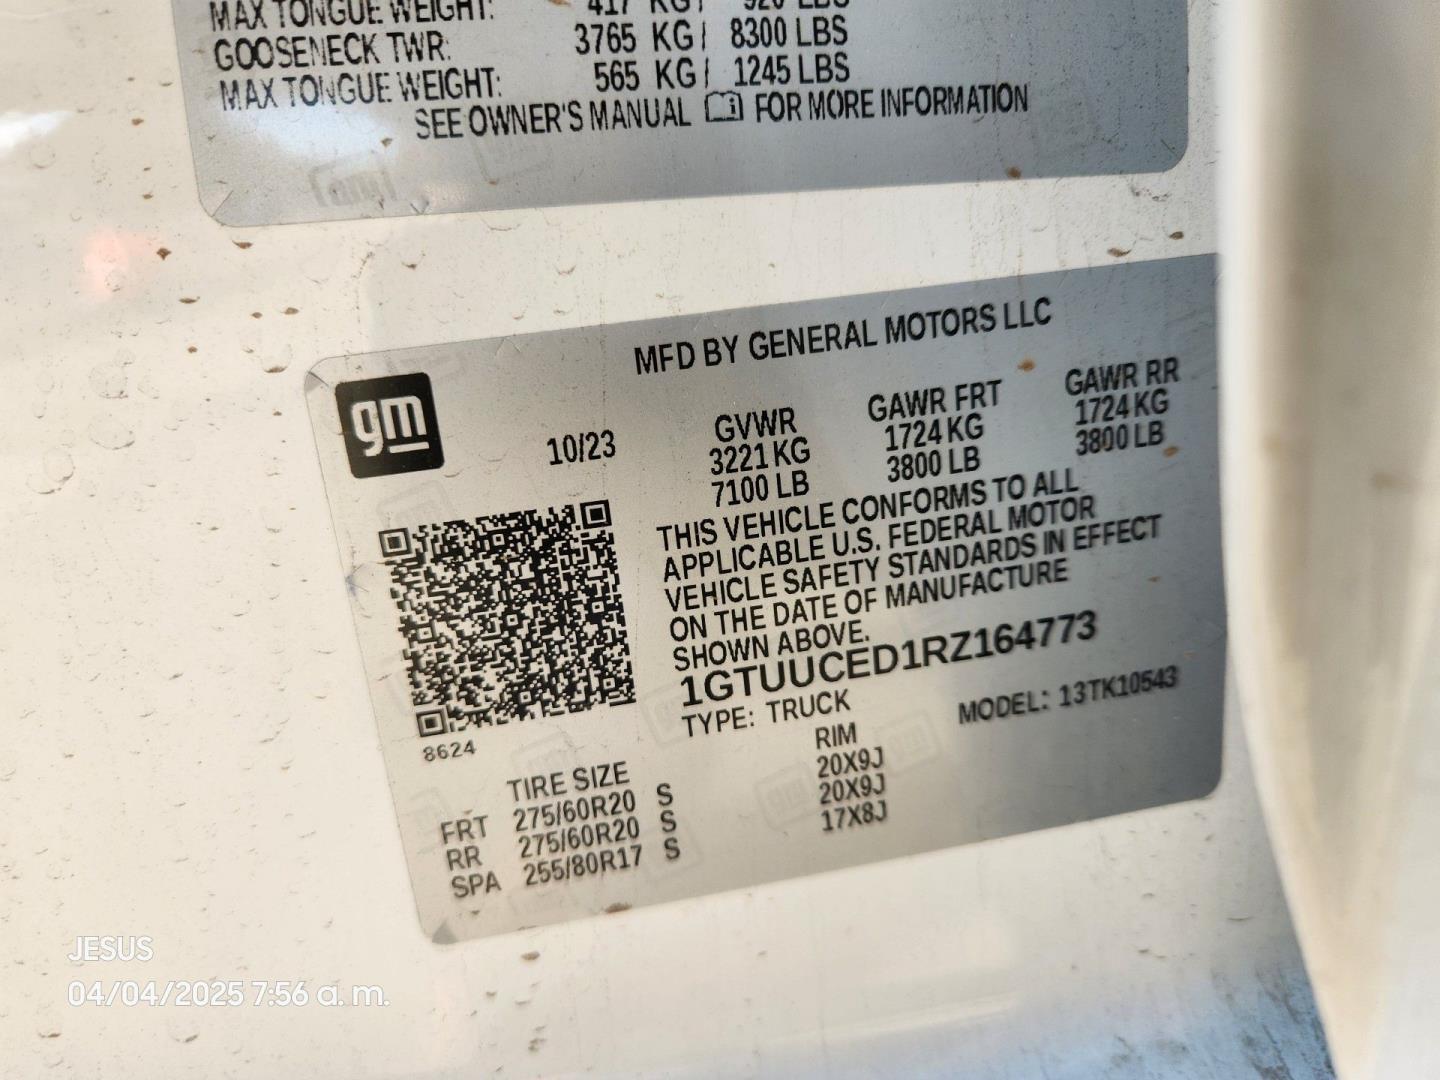 MAX TONGUE WEIGHT: 417 KG / 920 LBS
GOOSENECK TWR: 3765 KG / 8300 LBS
MAX TONGUE WEIGHT: 565 KG / 1245 LBS
SEE OWNER'S MANUAL FOR MORE INFORMATION
MFD BY GENERAL MOTORS LLC
gm
10/23
GVWR GAWR FRT GAWR RR
3221 KG 1724 KG 1724 KG
7100 LB 3800 LB 3800 LB
THIS VEHICLE CONFORMS TO ALL
APPLICABLE U.S. FEDERAL MOTOR
VEHICLE SAFETY STANDARDS IN EFFECT
ON THE DATE OF MANUFACTURE
SHOWN ABOVE.
1GTUUCED1RZ164773
TYPE: TRUCK MODEL: 13TK10543
8624
TIRE SIZE RIM
FRT 275/60R20 S 20X9J
RR 275/60R20 S 20X9J
SPA 255/80R17 S 17X8J
JESUS
04/04/2025 7:56 a. m.